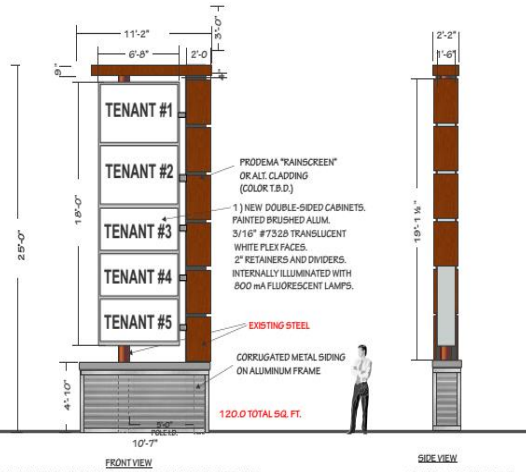 11'-2"
3'-0"
2'-2"
6'-8"
2'-0
1'-6"
9"
4"
TENANT #1
TENANT #2
TENANT #3
TENANT #4
TENANT #5
25'-0"
18'-0"
19'-1 ½"
PRODEMA "RAINSCREEN"
OR ALT. CLADDING
(COLOR T.B.D.)
1 ) NEW DOUBLE-SIDED CABINETS.
PAINTED BRUSHED ALUM.
3/16" #7328 TRANSLUCENT
WHITE PLEX FACES.
2" RETAINERS AND DIVIDERS.
INTERNALLY ILLUMINATED WITH
800 mA FLUORESCENT LAMPS.
EXISTING STEEL
CORRUGATED METAL SIDING
ON ALUMINUM FRAME
4'-10"
120.0 TOTAL SQ. FT.
5'-0"
POLE I.D.
10'-7"
FRONT VIEW
SIDE VIEW